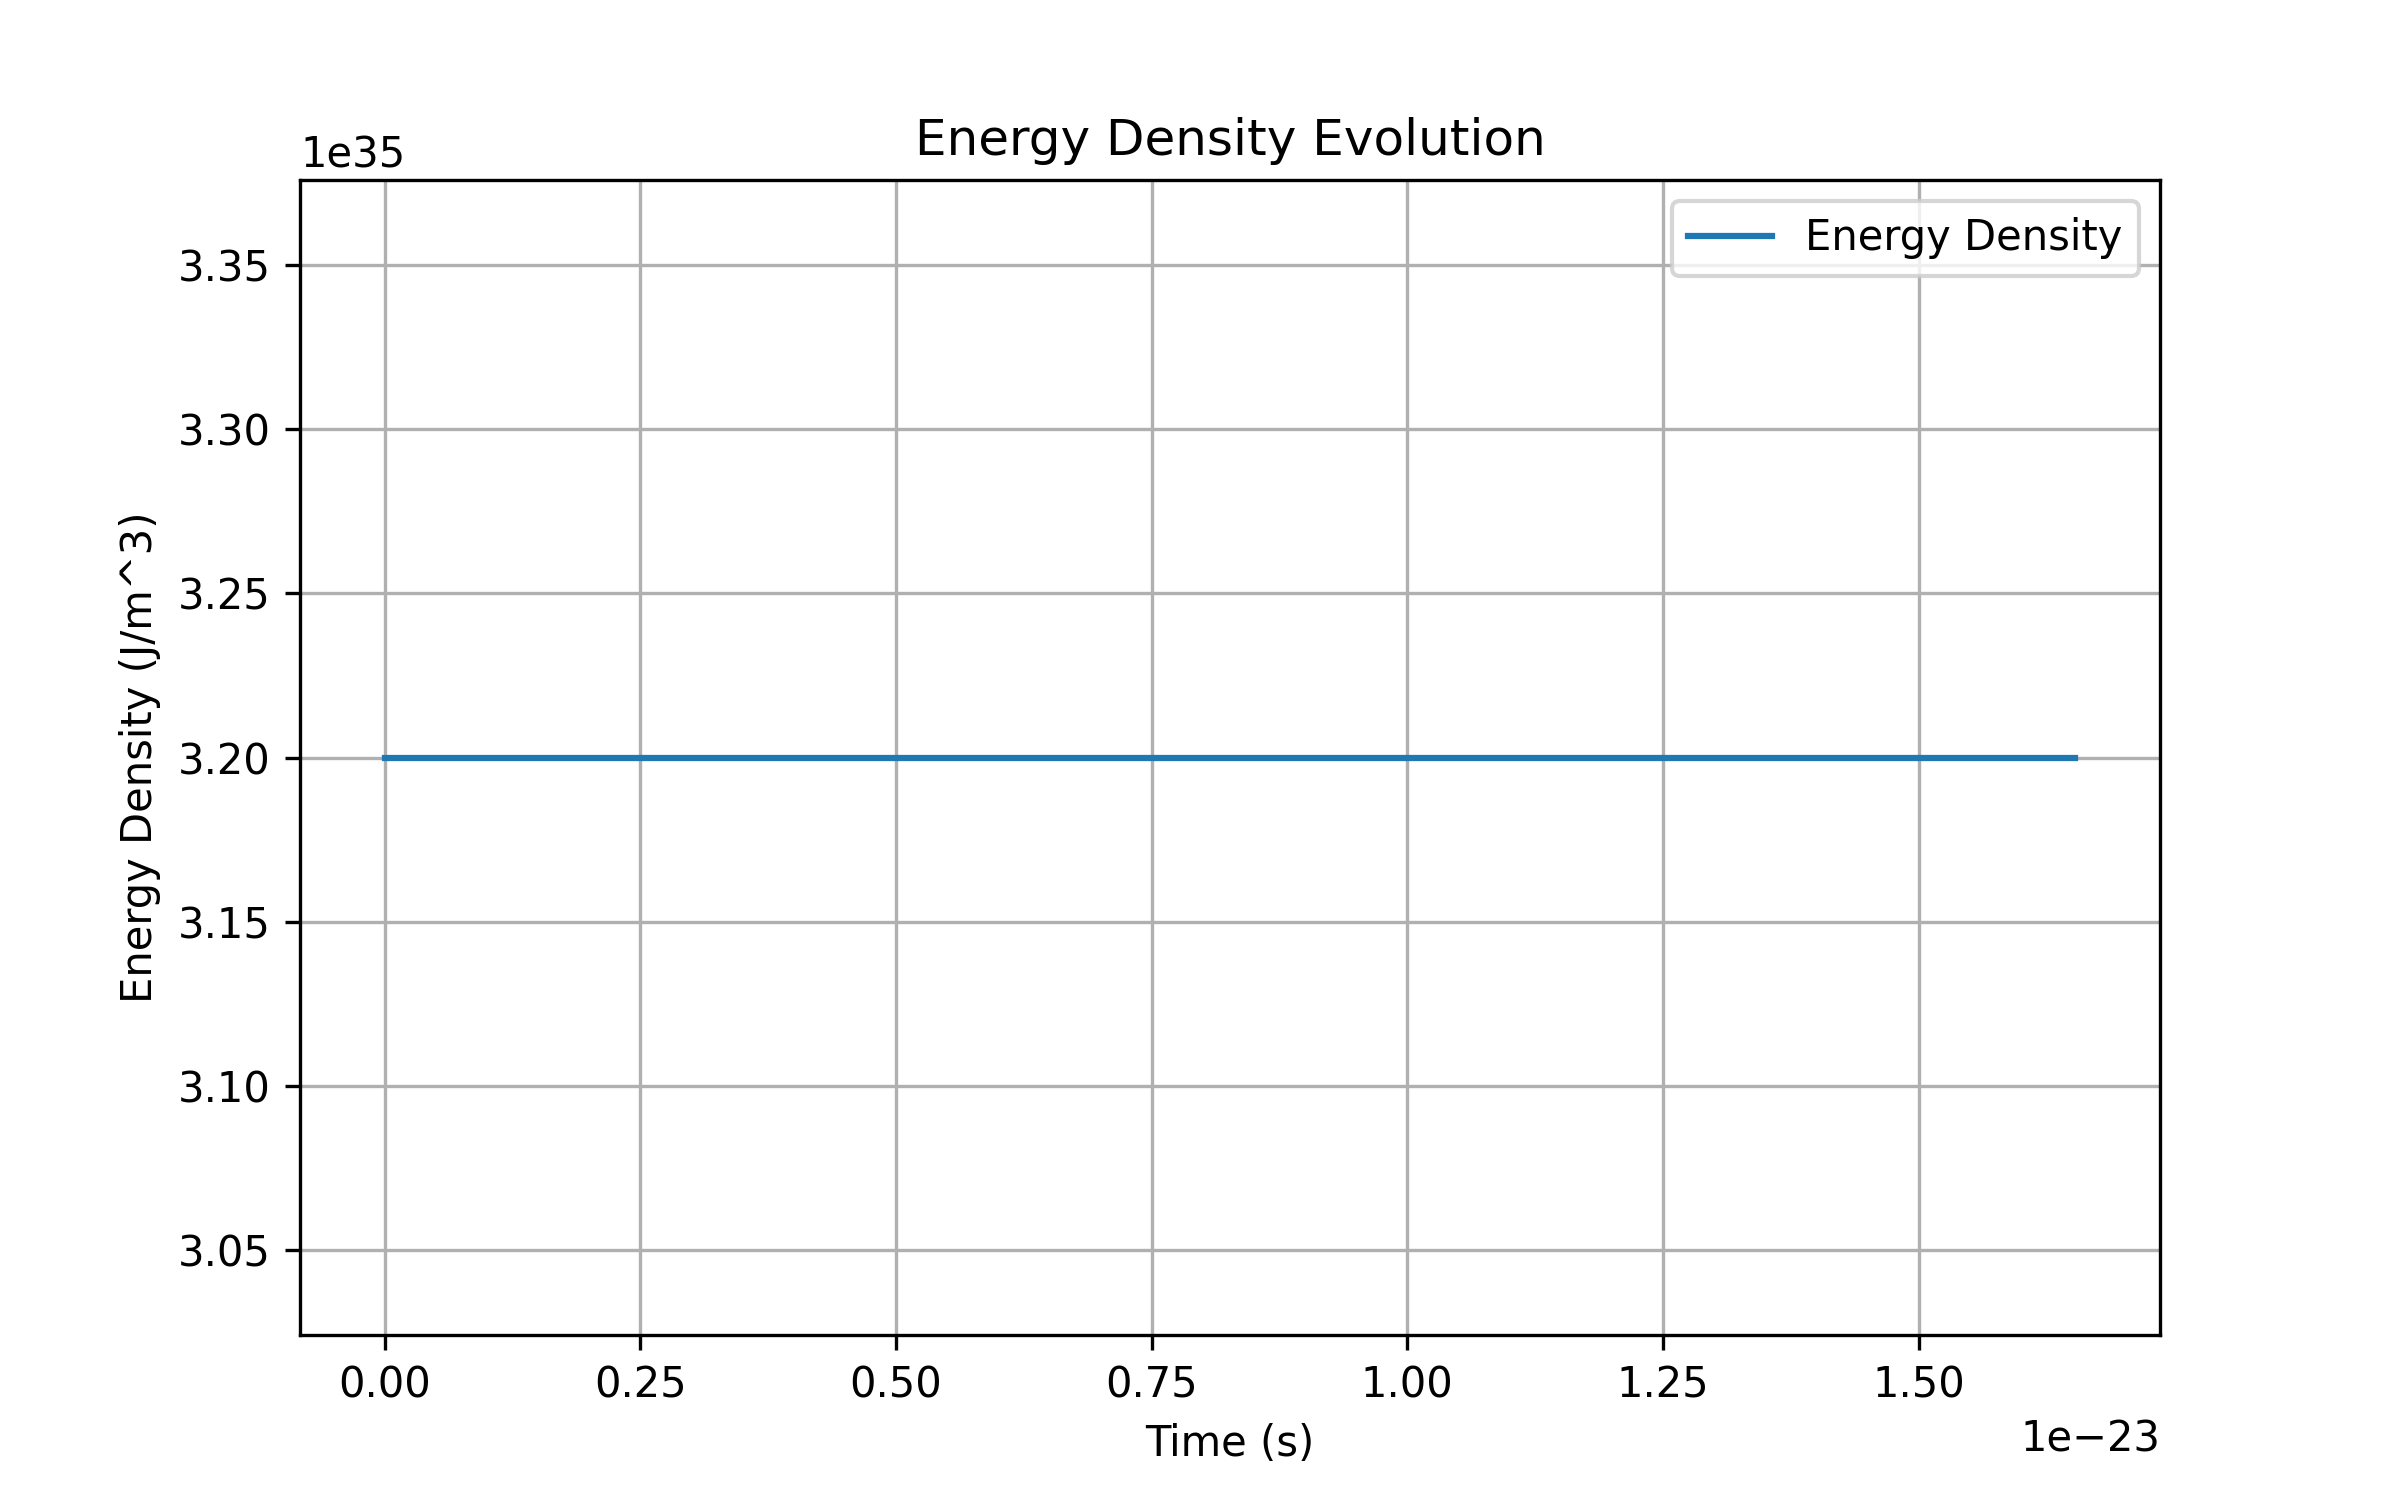 Energy Density Evolution
1e35
Energy Density
3.35
3.30
3.25
3.20
3.15
3.10
3.05
Energy Density (J/m^3)
0.00 0.25 0.50 0.75 1.00 1.25 1.50
Time (s)
1e−23